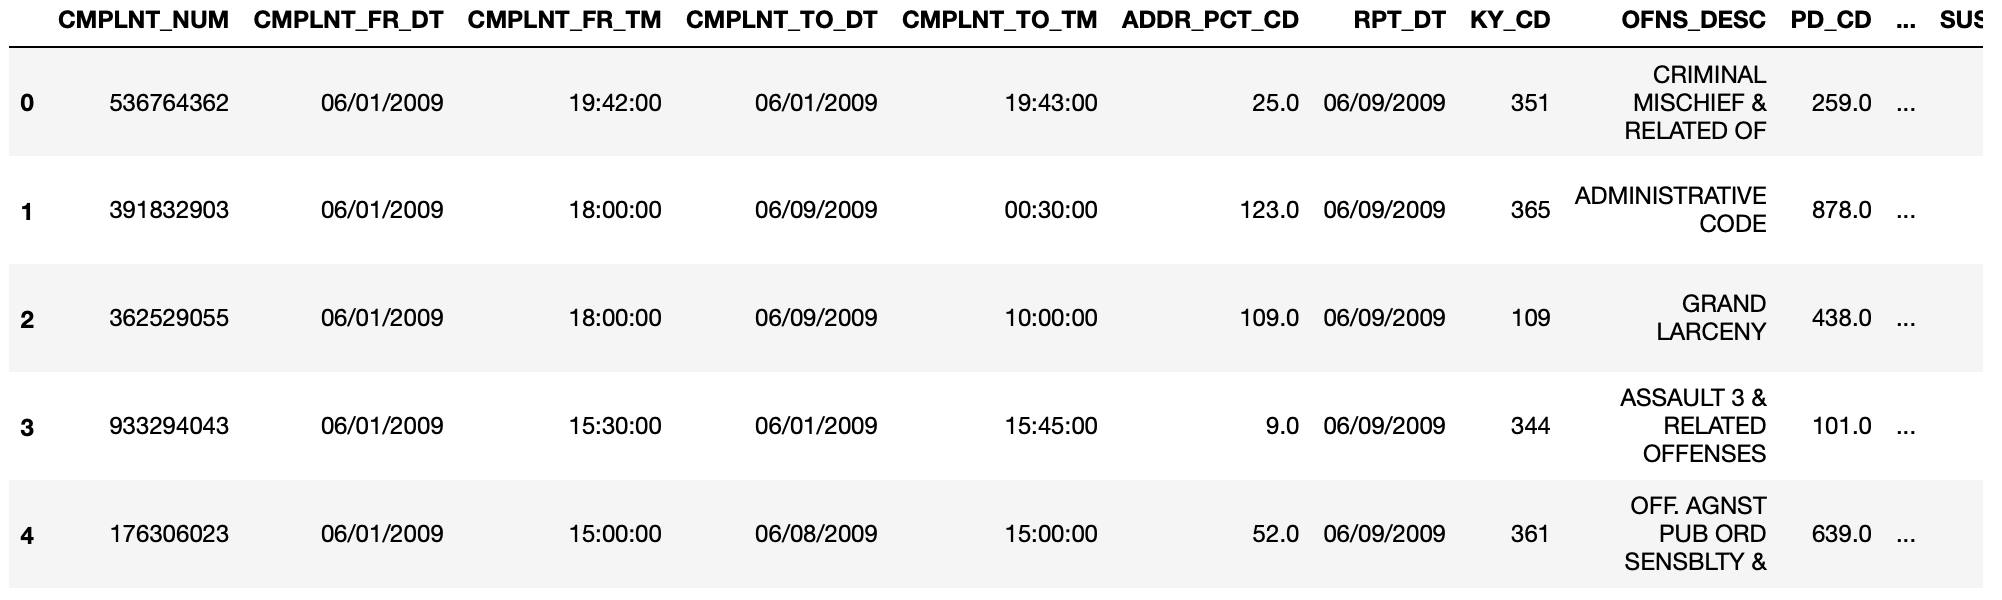 CMPLNT_NUM CMPLNT_FR_DT CMPLNT_FR_TM CMPLNT_TO_DT CMPLNT_TO_TM ADDR_PCT_CD RPT_DT KY_CD OFNS_DESC PD_CD ... SUS
0 536764362 06/01/2009 19:42:00 06/01/2009 19:43:00 25.0 06/09/2009 351 CRIMINAL MISCHIEF & RELATED OF 259.0 ...
1 391832903 06/01/2009 18:00:00 06/09/2009 00:30:00 123.0 06/09/2009 365 ADMINISTRATIVE CODE 878.0 ...
2 362529055 06/01/2009 18:00:00 06/09/2009 10:00:00 109.0 06/09/2009 109 GRAND LARCENY 438.0 ...
3 933294043 06/01/2009 15:30:00 06/01/2009 15:45:00 9.0 06/09/2009 344 ASSAULT 3 & RELATED OFFENSES 101.0 ...
4 176306023 06/01/2009 15:00:00 06/08/2009 15:00:00 52.0 06/09/2009 361 OFF. AGNST PUB ORD SENSBLTY & 639.0 ...